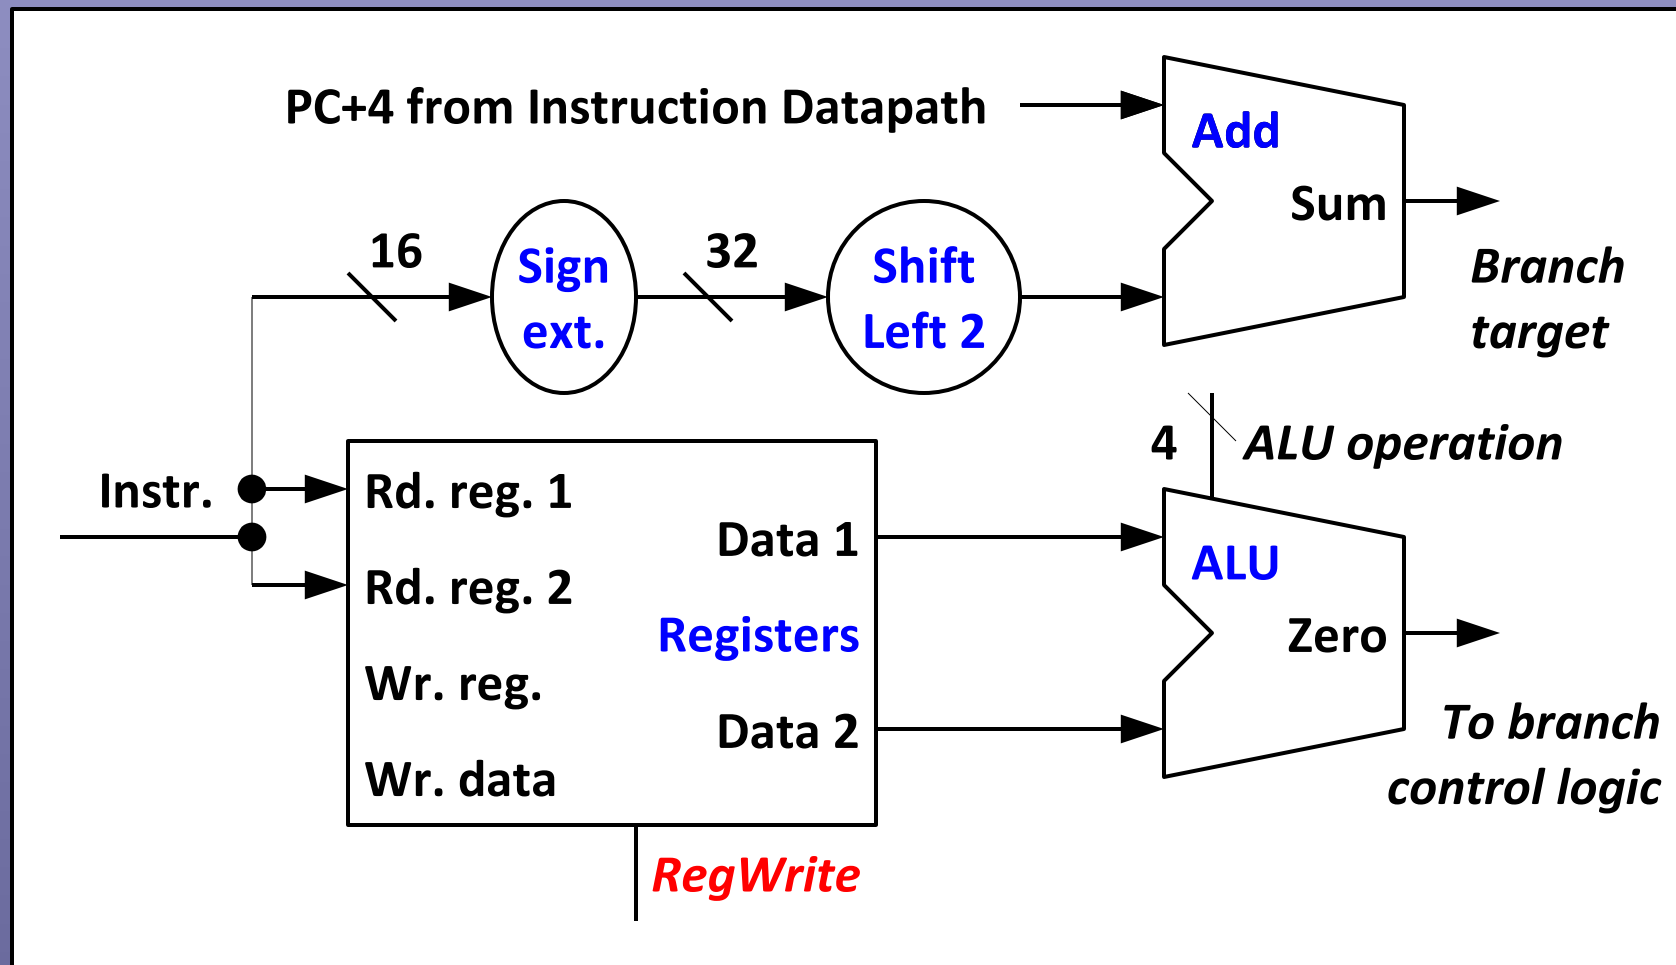 PC+4 from Instruction Datapath
Add
Sum
16
Sign
ext.
32
Shift
Left 2
Branch
target
4
ALU operation
Instr.
Rd. reg. 1
Data 1
Rd. reg. 2
Registers
Wr. reg.
Data 2
Wr. data
ALU
Zero
To branch
control logic
RegWrite